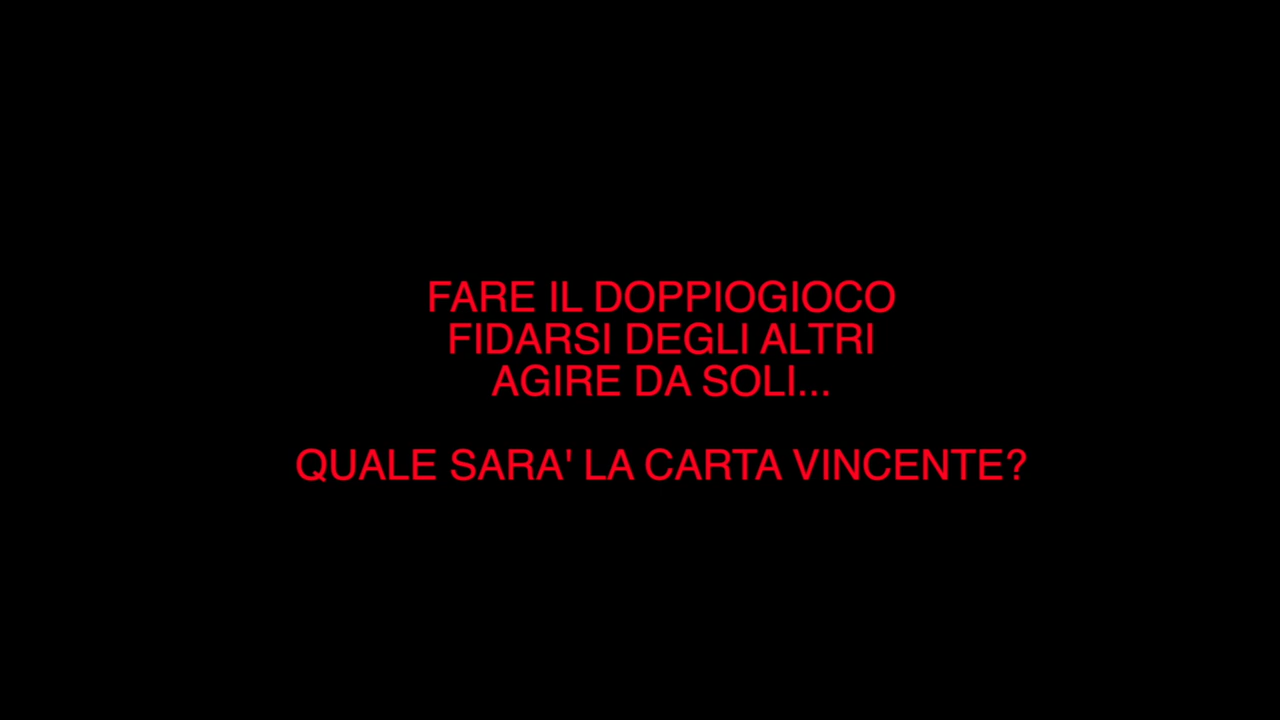 FARE IL DOPPIOGIOCO
FIDARSI DEGLI ALTRI
AGIRE DA SOLI...
QUALE SARA' LA CARTA VINCENTE?